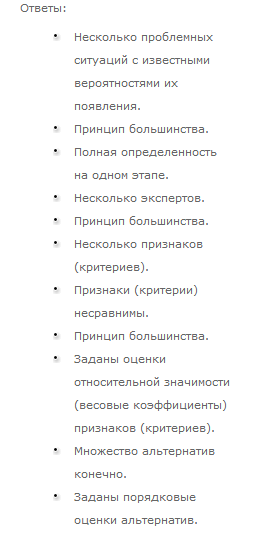 Ответы:
Несколько проблемных
ситуаций с известными
вероятностями их
появления.
Принцип большинства.
Полная определенность
на одном этапе.
Несколько экспертов.
Принцип большинства.
Несколько признаков
(критериев).
Признаки (критерии)
несравнимы.
Принцип большинства.
Заданы оценки
относительной значимости
(весовые коэффициенты)
признаков (критериев).
Множество альтернатив
конечно.
Заданы порядковые
оценки альтернатив.